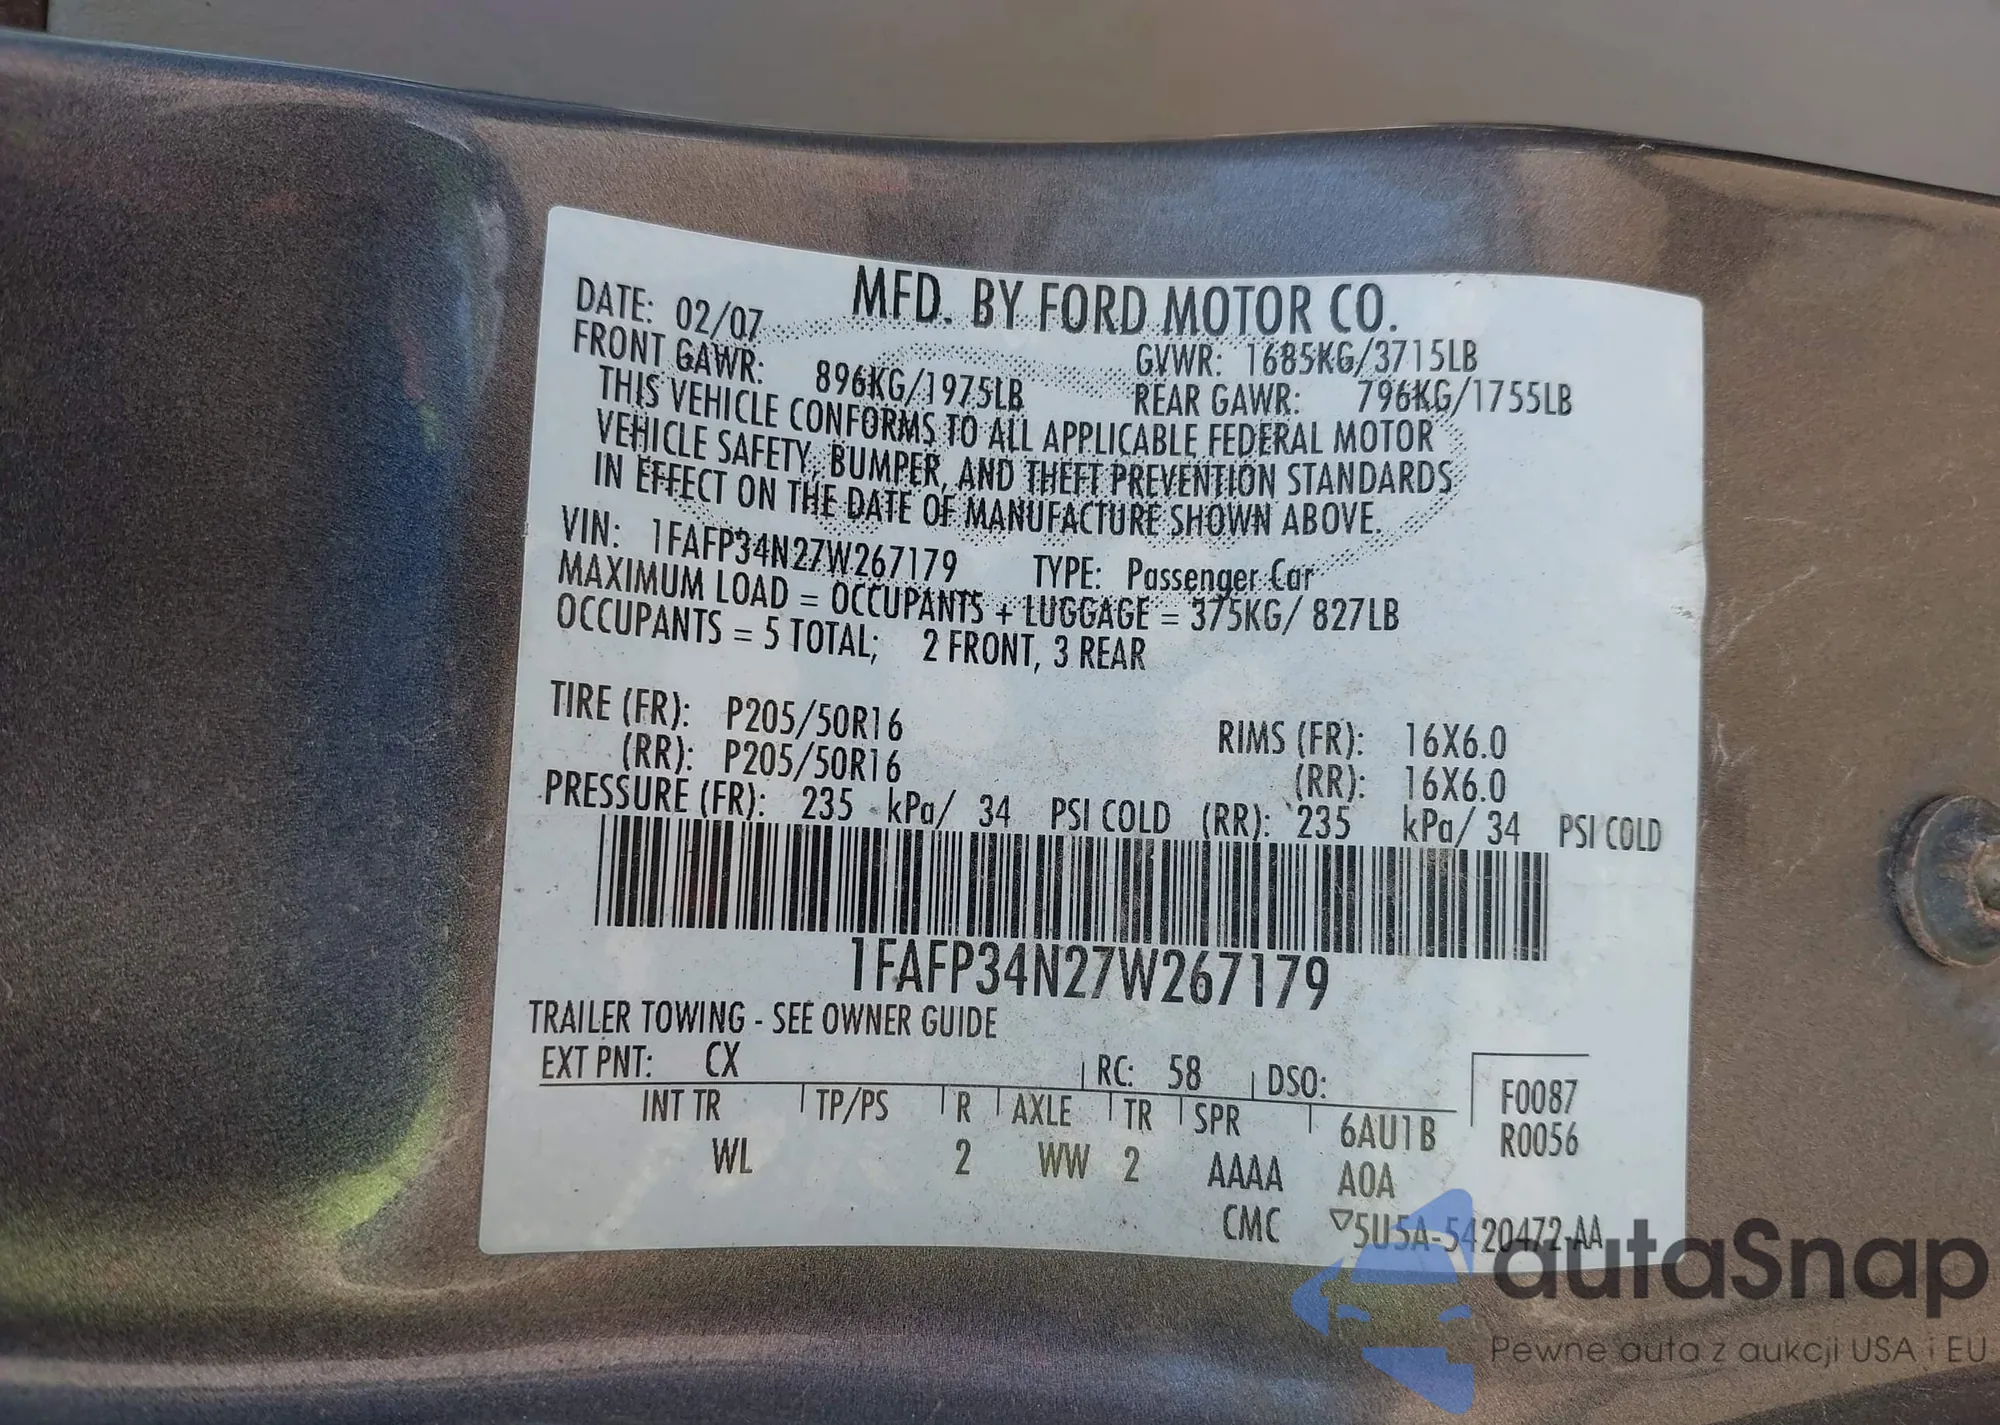 MFD. BY FORD MOTOR CO.
DATE: 02/07 GVWR: 1685KG/3715LB
FRONT GAWR: 896KG/1975LB REAR GAWR: 796KG/1755LB
THIS VEHICLE CONFORMS TO ALL APPLICABLE FEDERAL MOTOR
VEHICLE SAFETY, BUMPER, AND THEFT PREVENTION STANDARDS
IN EFFECT ON THE DATE OF MANUFACTURE SHOWN ABOVE.
VIN: 1FAFP34N27W267179 TYPE: Passenger Car
MAXIMUM LOAD = OCCUPANTS + LUGGAGE = 375KG/ 827LB
OCCUPANTS = 5 TOTAL; 2 FRONT, 3 REAR
TIRE (FR): P205/50R16 RIMS (FR): 16X6.0
(RR): P205/50R16 (RR): 16X6.0
PRESSURE (FR): 235 kPa/ 34 PSI COLD (RR): 235 kPa/ 34 PSI COLD
1FAFP34N27W267179
TRAILER TOWING - SEE OWNER GUIDE
EXT PNT: CX RC: 58 DSO: F0087
INT TR TP/PS R AXLE TR SPR 6AU1B R0056
WL 2 WW 2 AAAA A0A
CMC ▽5U5A-5420472-AA
autaSnap
Pewne auta z aukcji USA i EU